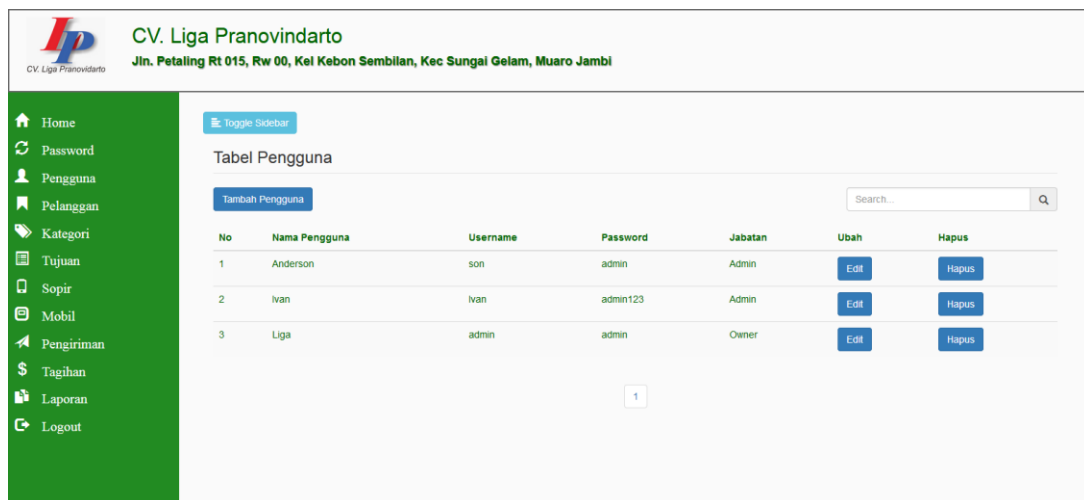 LP
CV. Liga Pranovindarto
CV. Liga Pranovindarto
Jln. Petaling Rt 015, Rw 00, Kel Kebon Sembilan, Kec Sungai Gelam, Muaro Jambi
Home
Password
Pengguna
Pelanggan
Kategori
Tujuan
Sopir
Mobil
Pengiriman
Tagihan
Laporan
Logout
Toggle Sidebar
Tabel Pengguna
Tambah Pengguna
Search...
No Nama Pengguna Username Password Jabatan Ubah Hapus
1 Anderson son admin Admin Edit Hapus
2 Ivan Ivan admin123 Admin Edit Hapus
3 Liga admin admin Owner Edit Hapus
1